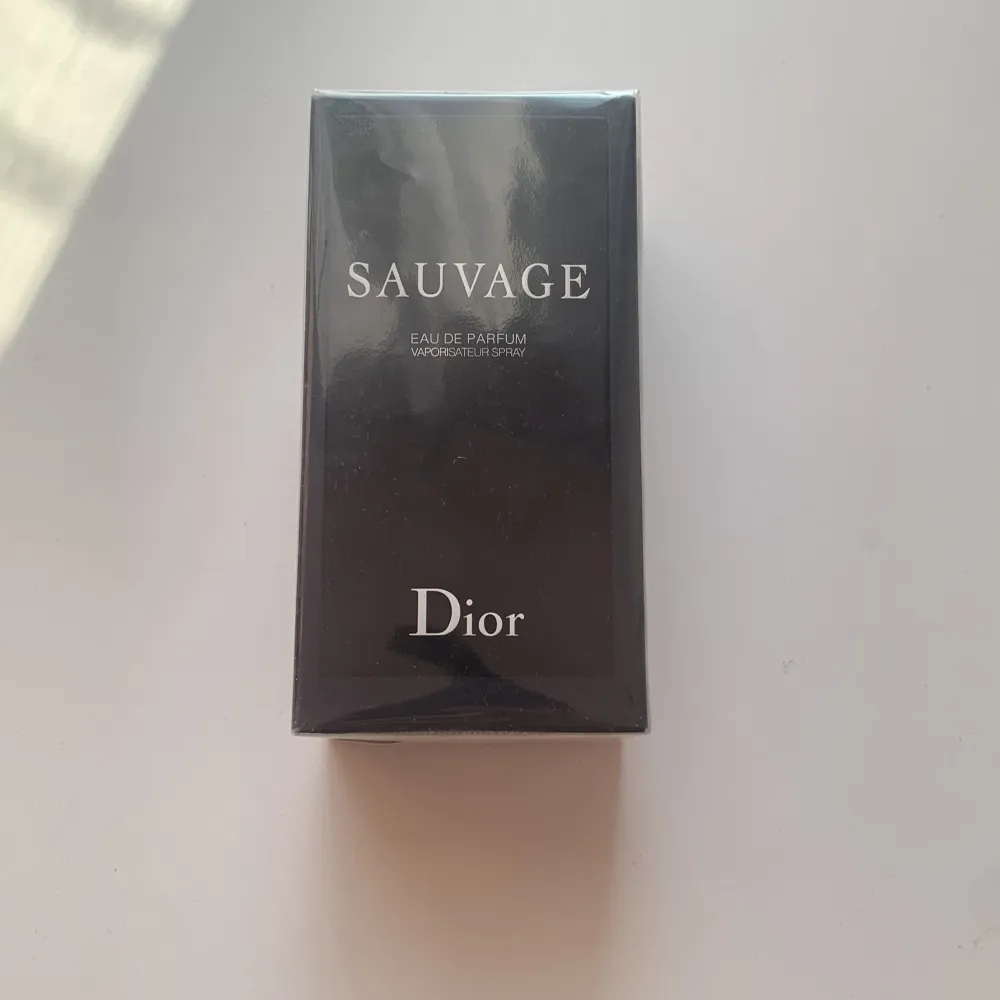 SAUVAGE
EAU DE PARFUM
VAPORISATEUR SPRAY
Dior